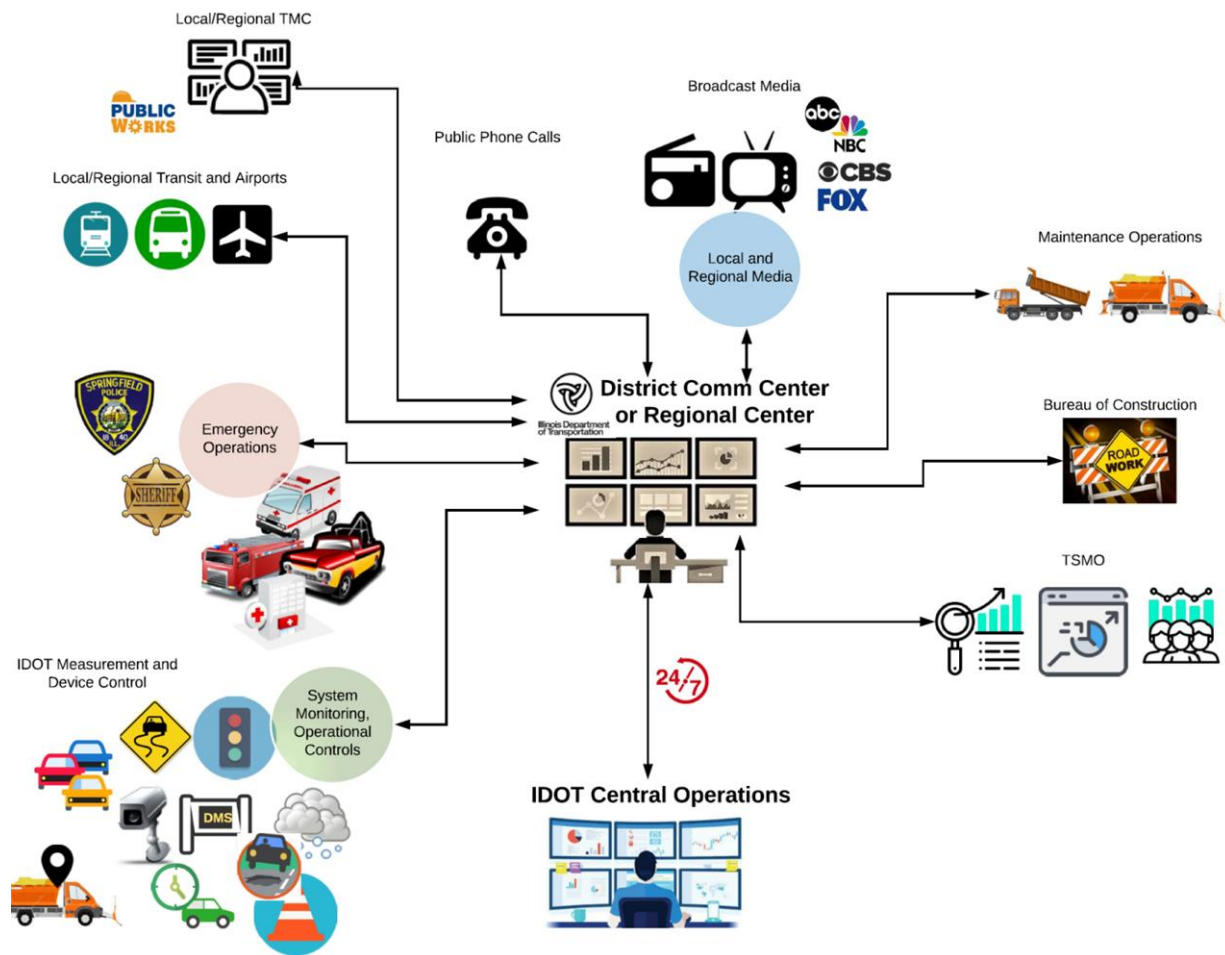 Local/Regional TMC
PUBLIC
WORKS
Local/Regional Transit and Airports
Public Phone Calls
Broadcast Media
abc
NBC
CBS
FOX
Local and
Regional Media
Maintenance Operations
SPRINGFIELD
POLICE
18 40
ILL.
SHERIFF
Emergency
Operations
District Comm Center
or Regional Center
Illinois Department
of Transportation
Bureau of Construction
ROAD
WORK
TSMO
IDOT Measurement and
Device Control
System
Monitoring,
Operational
Controls
DMS
24/7
IDOT Central Operations